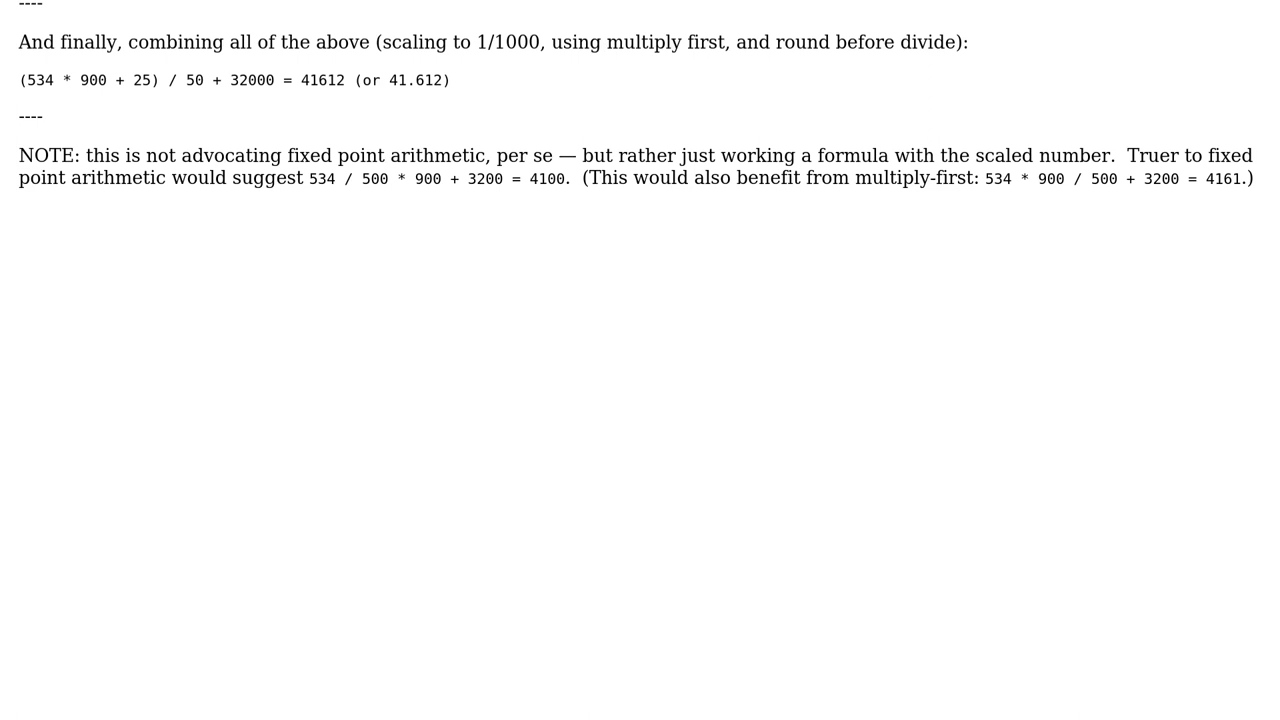 ----
And finally, combining all of the above (scaling to 1/1000, using multiply first, and round before divide):
(534 * 900 + 25) / 50 + 32000 = 41612 (or 41.612)
----
NOTE: this is not advocating fixed point arithmetic, per se — but rather just working a formula with the scaled number.  Truer to fixed
point arithmetic would suggest 534 / 500 * 900 + 3200 = 4100.  (This would also benefit from multiply-first: 534 * 900 / 500 + 3200 = 4161.)